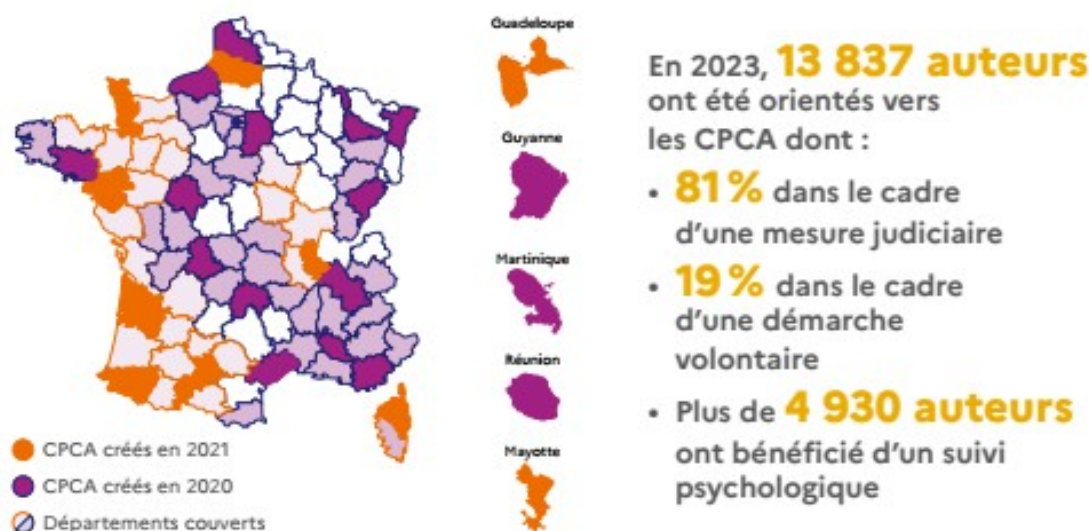 Guadeloupe
Guyanne
Martinique
Réunion
Mayotte
CPCA créés en 2021
CPCA créés en 2020
Départements couverts
En 2023, 13 837 auteurs
ont été orientés vers
les CPCA dont :
• 81 % dans le cadre
d'une mesure judiciaire
• 19 % dans le cadre
d'une démarche
volontaire
• Plus de 4 930 auteurs
ont bénéficié d'un suivi
psychologique